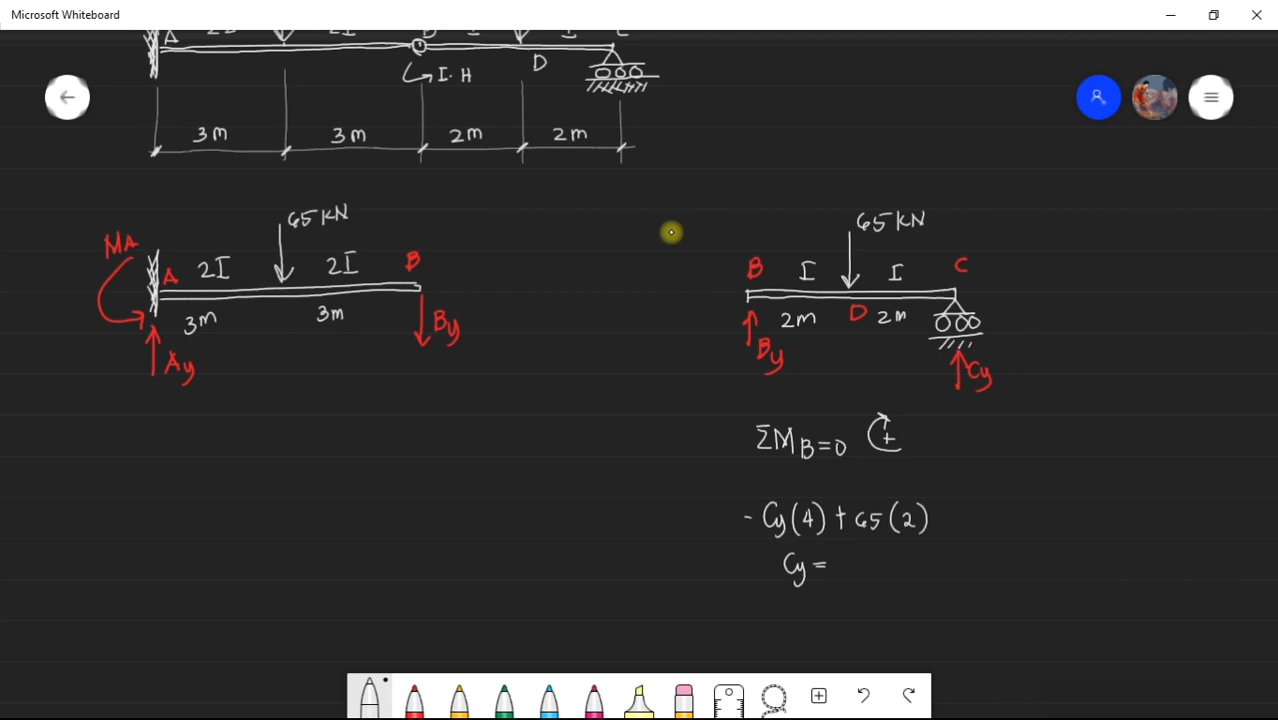 Microsoft Whiteboard
A
I.H
D
3m 3m 2m 2m
65 KN 65 KN
MA A 2I 2I B B I I C
3m 3m 2m D 2m
By By Cy
Ay
ΣMB=0 +
- Cy(4) + 65(2)
Cy =